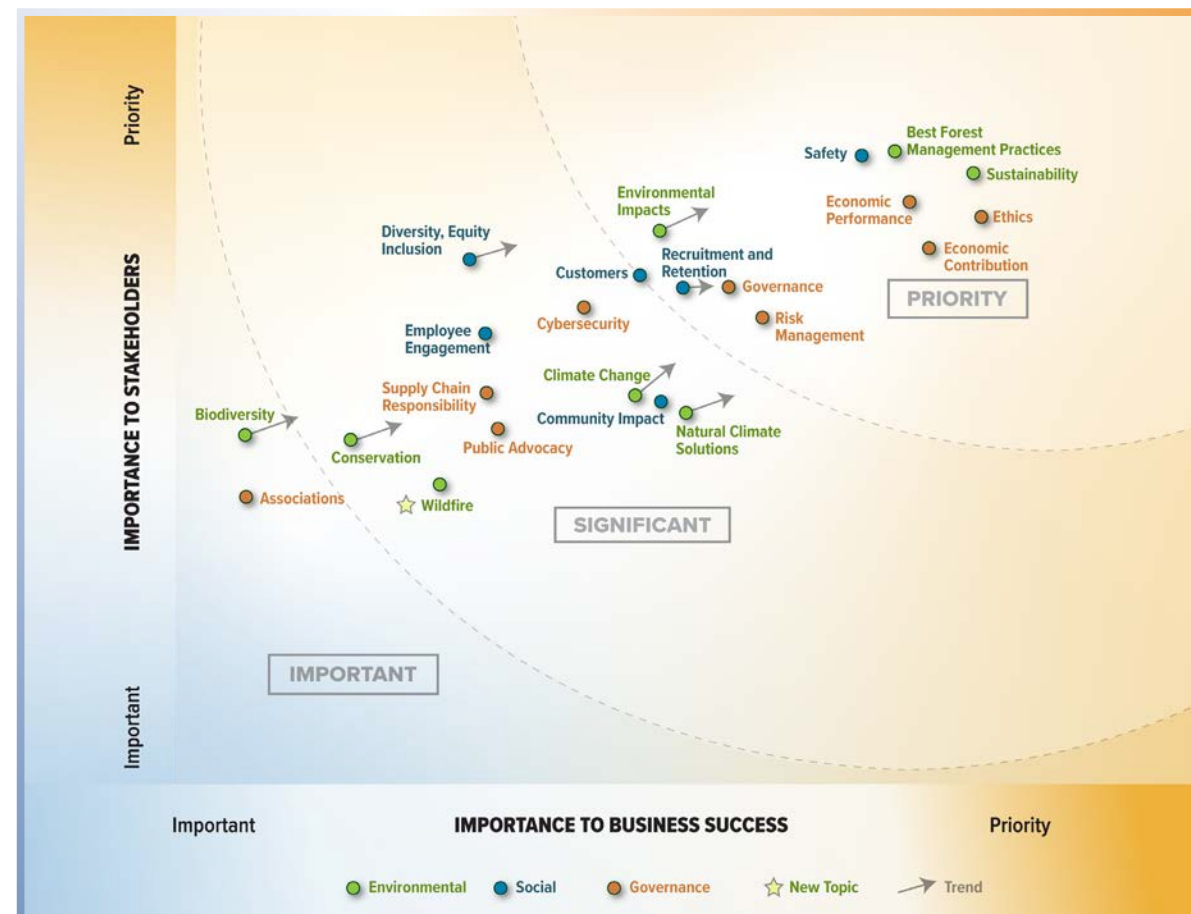 Priority
IMPORTANCE TO STAKEHOLDERS
Important
Best Forest
Management Practices
Safety
Sustainability
Environmental
Impacts
Economic
Performance
Ethics
Diversity, Equity
Inclusion
Economic
Contribution
Recruitment and
Retention
Customers
Governance
PRIORITY
Cybersecurity
Risk
Management
Employee
Engagement
Climate Change
Supply Chain
Responsibility
Community Impact
Biodiversity
Natural Climate
Solutions
Public Advocacy
Conservation
Associations
Wildfire
SIGNIFICANT
IMPORTANT
Important
IMPORTANCE TO BUSINESS SUCCESS
Priority
Environmental
Social
Governance
New Topic
Trend